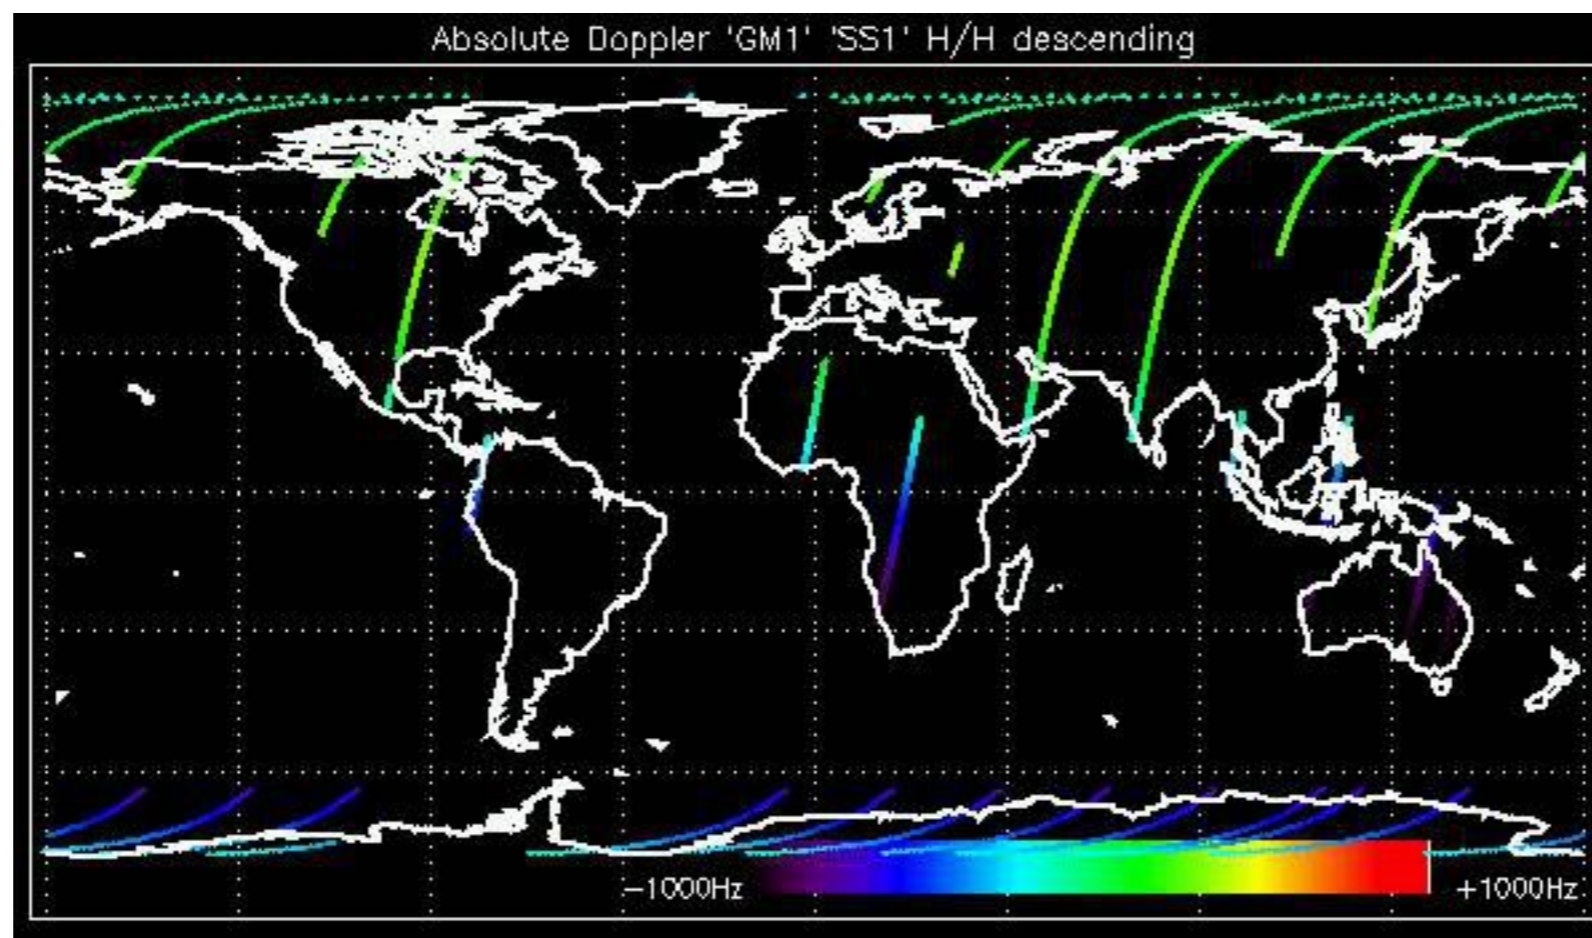 Absolute Doppler 'GM1' 'SS1' H/H descending
−1000Hz +1000Hz